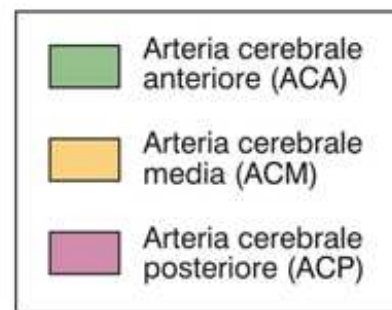 Arteria cerebrale
anteriore (ACA)
Arteria cerebrale
media (ACM)
Arteria cerebrale
posteriore (ACP)